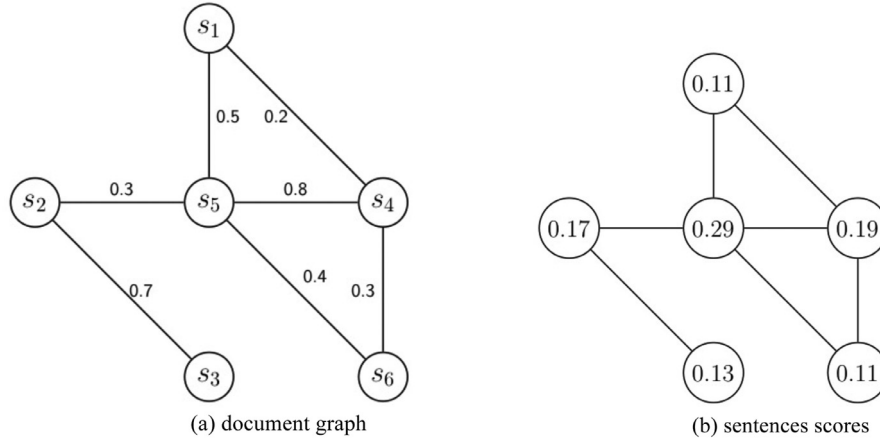 s1
0.5 0.2
0.11
s2 0.3 s5 0.8 s4
0.17 0.29 0.19
0.7 0.4 0.3
s3 s6
0.13 0.11
(a) document graph
(b) sentences scores